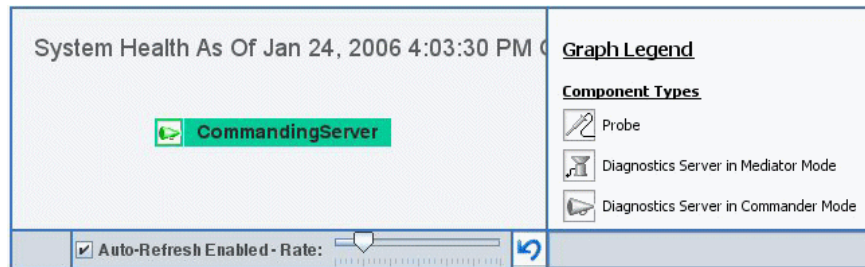 System Health As Of Jan 24, 2006 4:03:30 PM
CommandingServer
Auto-Refresh Enabled - Rate:
Graph Legend
Component Types
Probe
Diagnostics Server in Mediator Mode
Diagnostics Server in Commander Mode